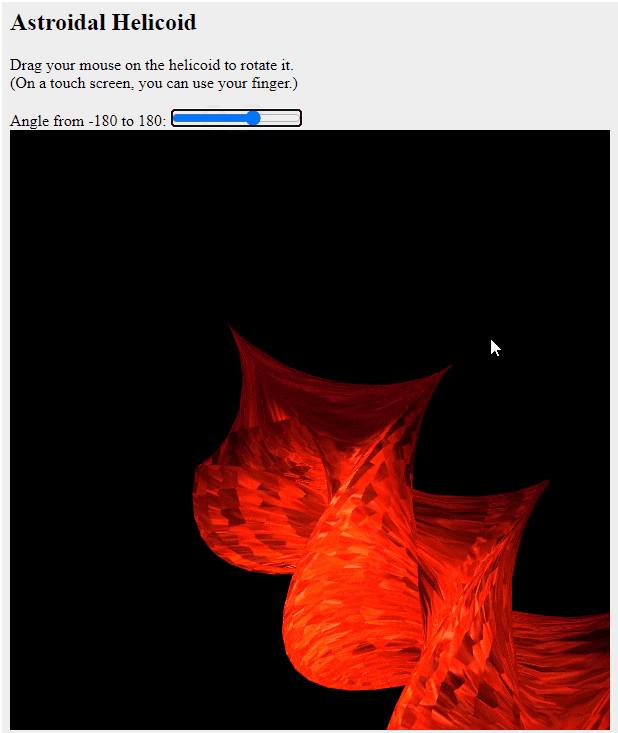 Astroidal Helicoid
Drag your mouse on the helicoid to rotate it.
(On a touch screen, you can use your finger.)
Angle from -180 to 180: